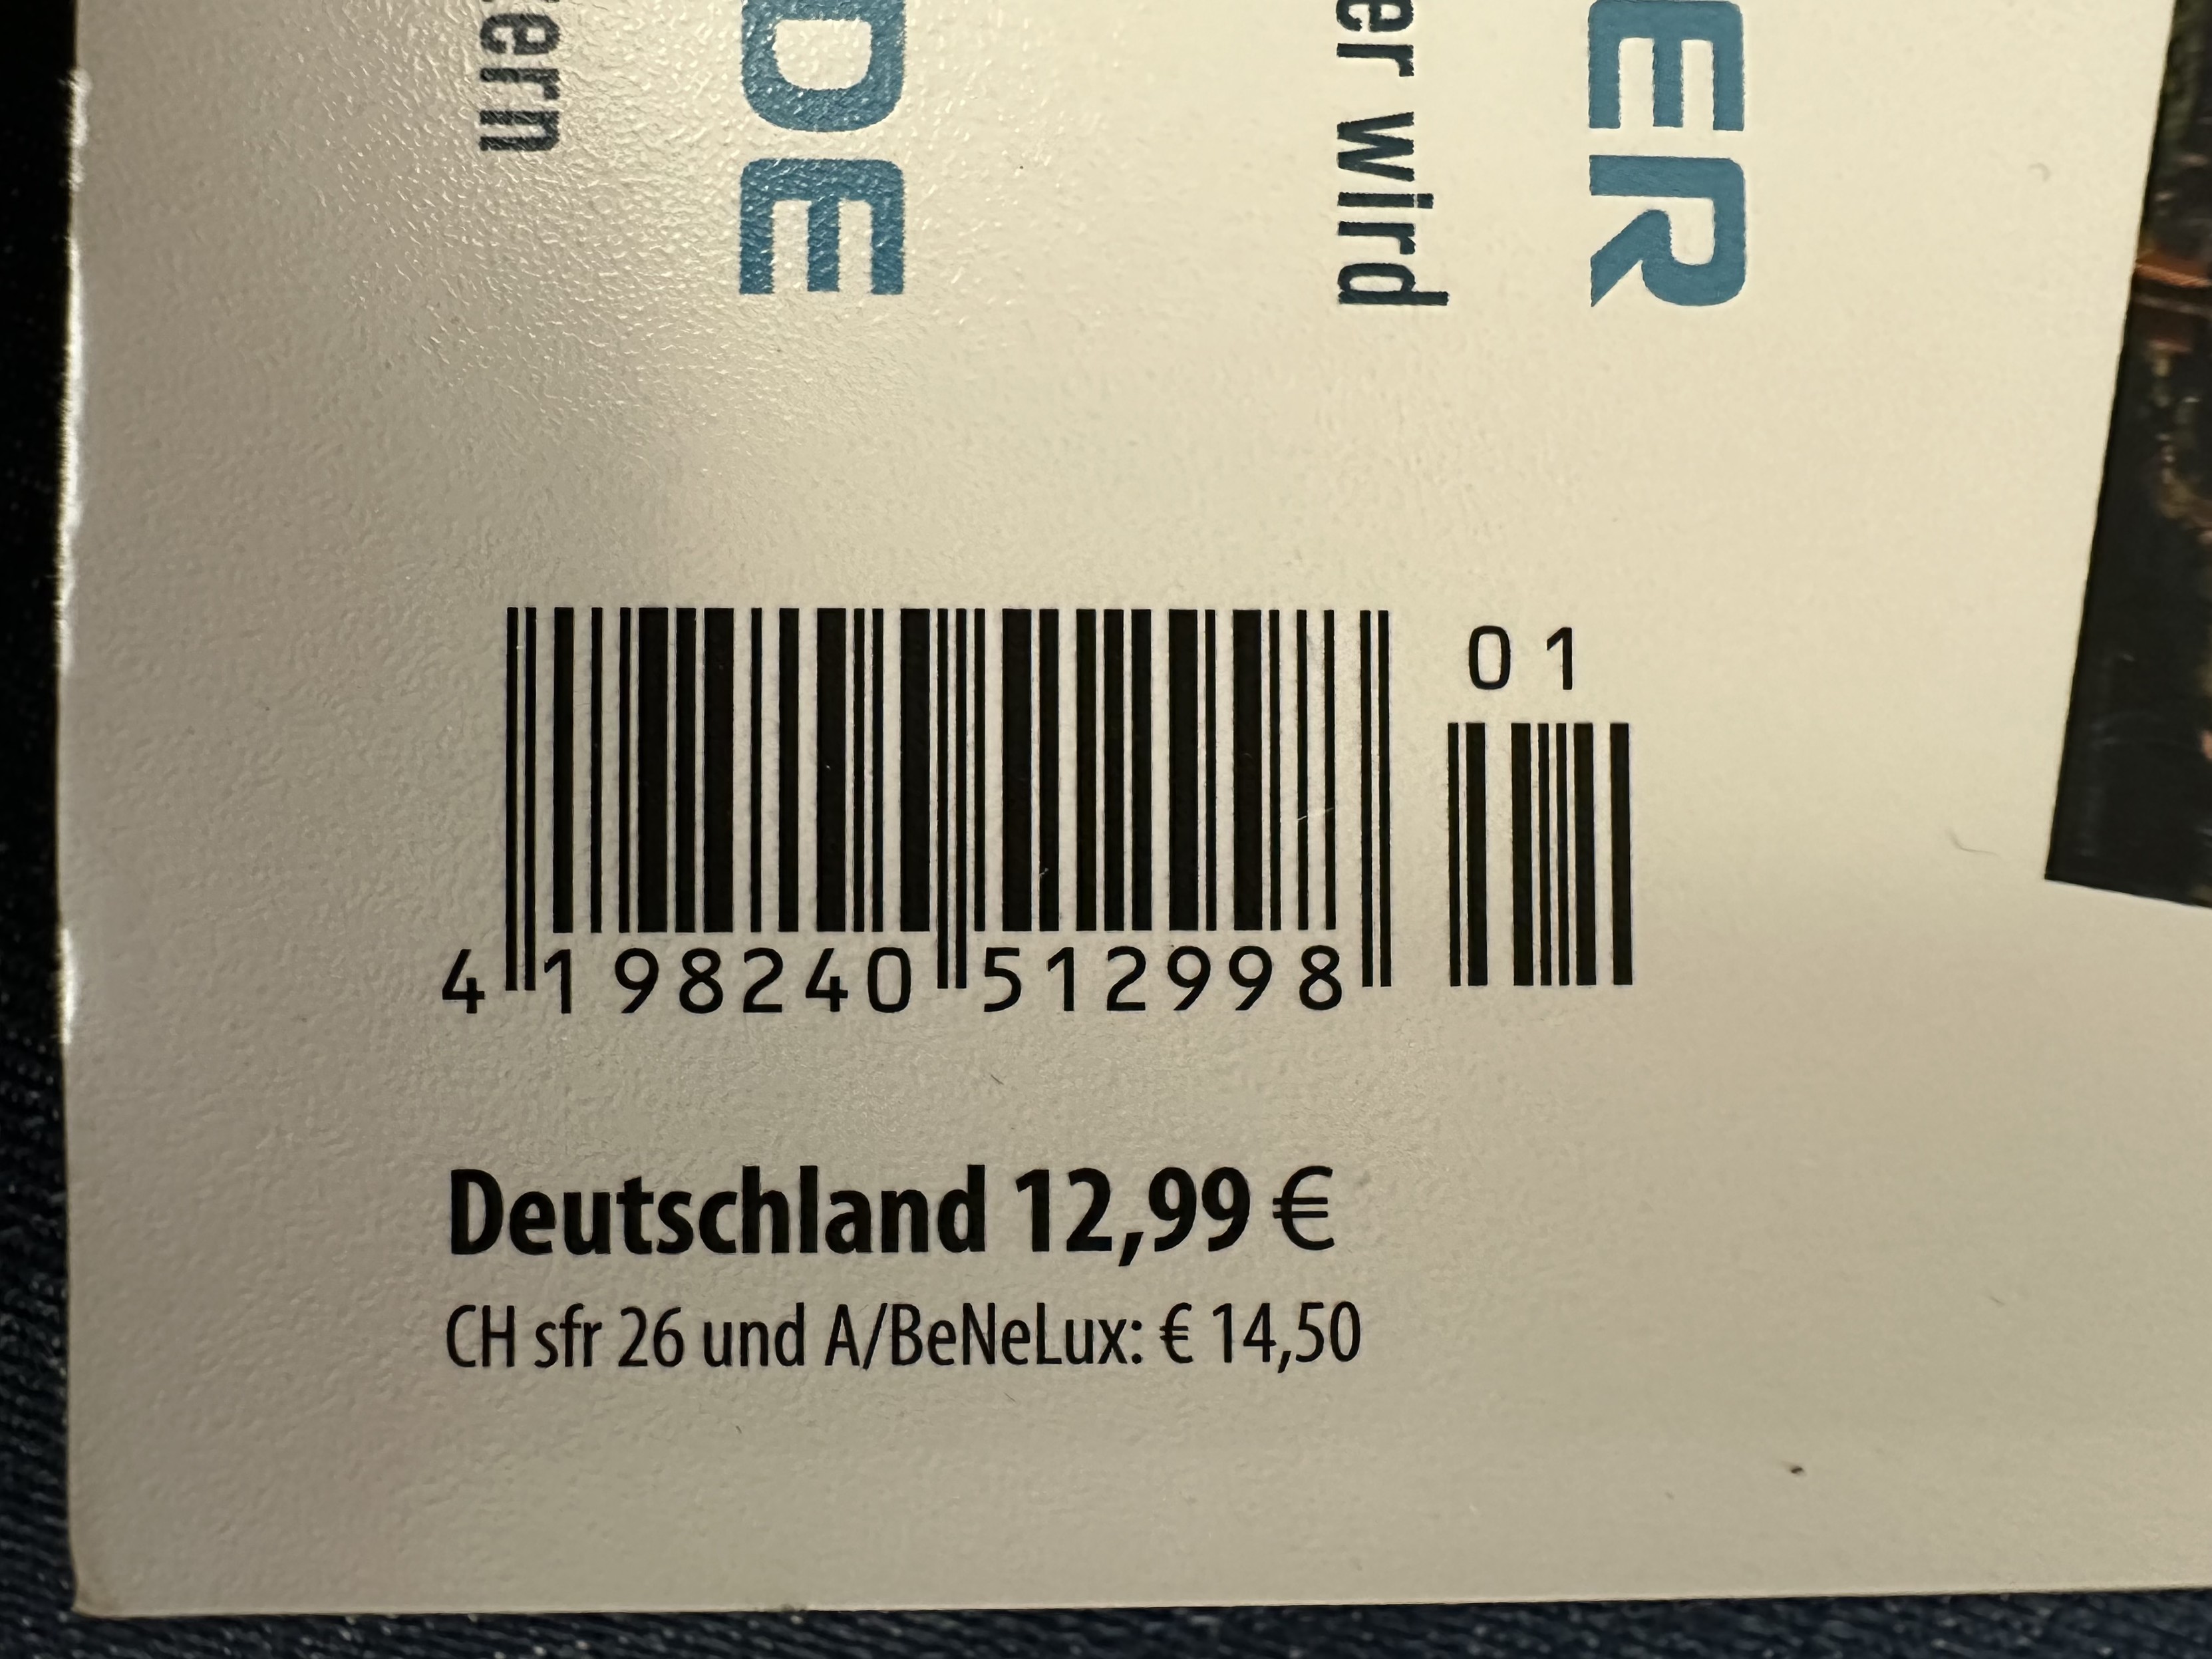 ern
DE
er wird
ER
01
4 198240 512998
Deutschland 12,99 €
CH sfr 26 und A/BeNeLux: € 14,50